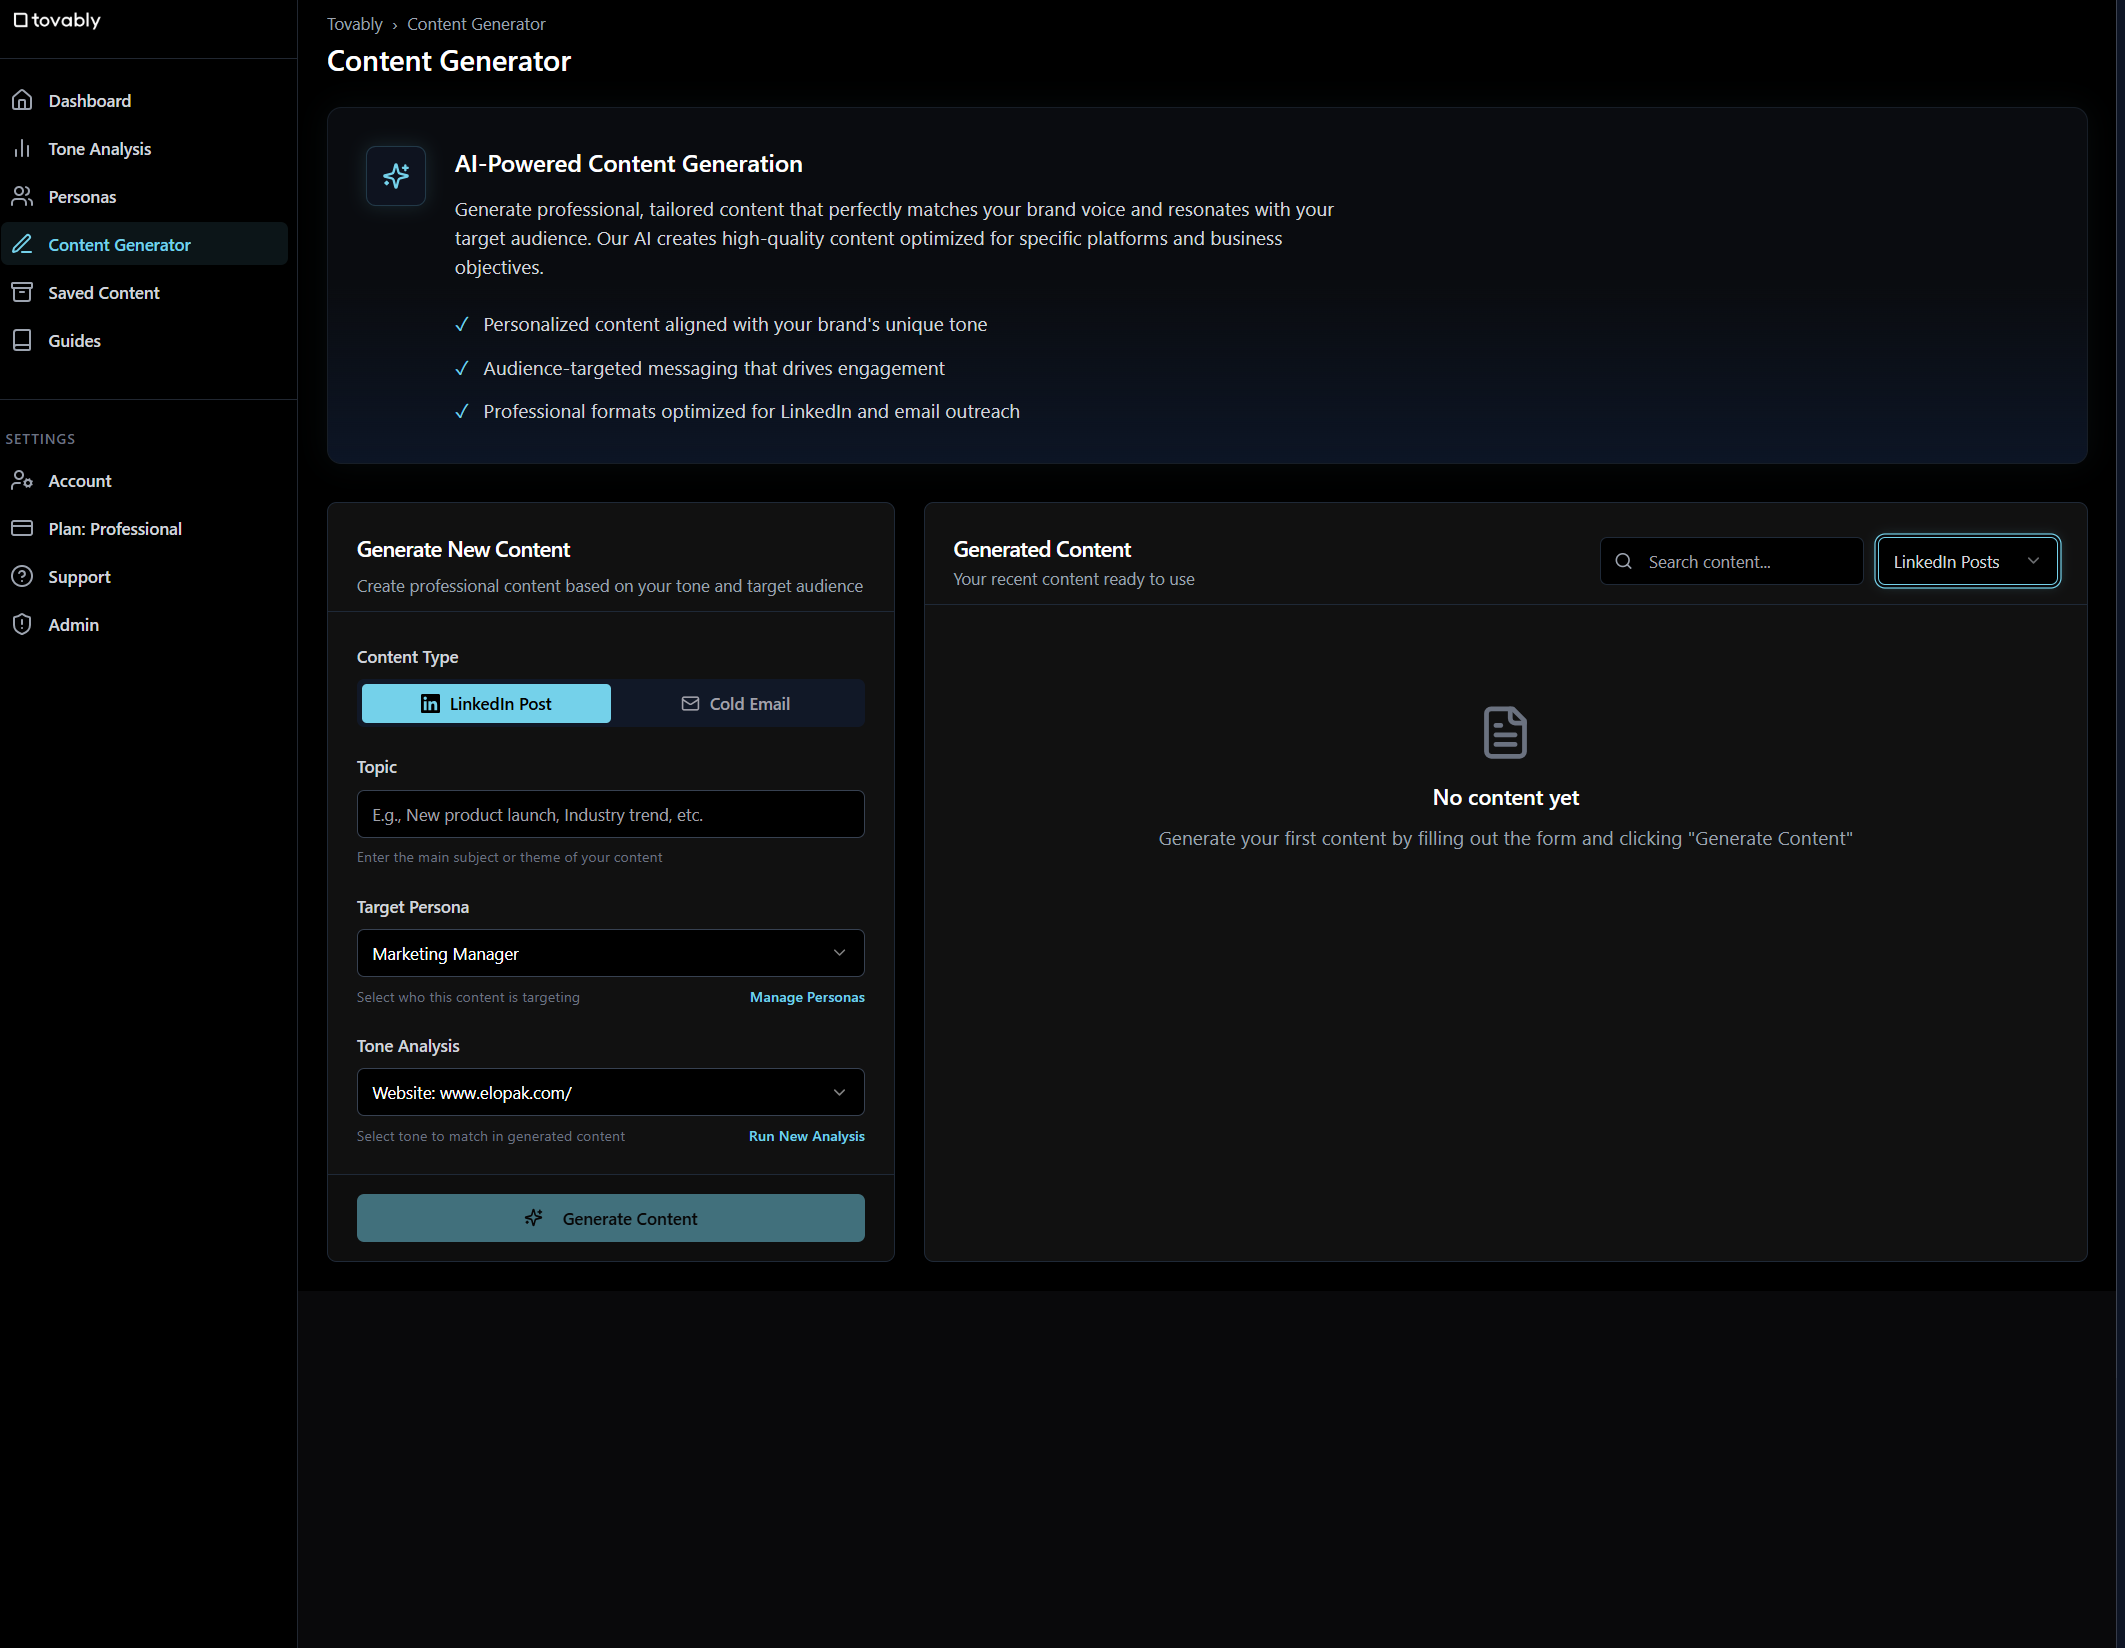 tovably
Dashboard
Tone Analysis
Personas
Content Generator
Saved Content
Guides
SETTINGS
Account
Plan: Professional
Support
Admin
Tovably › Content Generator
Content Generator
AI-Powered Content Generation
Generate professional, tailored content that perfectly matches your brand voice and resonates with your
target audience. Our AI creates high-quality content optimized for specific platforms and business
objectives.
✓ Personalized content aligned with your brand's unique tone
✓ Audience-targeted messaging that drives engagement
✓ Professional formats optimized for LinkedIn and email outreach
Generate New Content
Create professional content based on your tone and target audience
Content Type
LinkedIn Post
Cold Email
Topic
E.g., New product launch, Industry trend, etc.
Enter the main subject or theme of your content
Target Persona
Marketing Manager
Select who this content is targeting
Manage Personas
Tone Analysis
Website: www.elopak.com/
Select tone to match in generated content
Run New Analysis
Generate Content
Generated Content
Your recent content ready to use
Search content...
LinkedIn Posts
No content yet
Generate your first content by filling out the form and clicking "Generate Content"